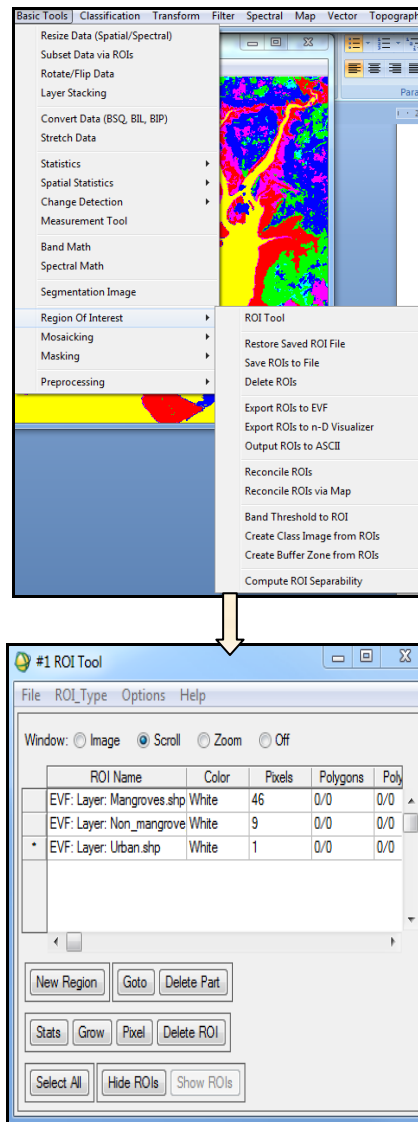 Basic Tools Classification Transform Filter Spectral Map Vector Topograph
Resize Data (Spatial/Spectral)
Subset Data via ROIs
Rotate/Flip Data
Layer Stacking
Para
Convert Data (BSQ, BIL, BIP)
Stretch Data
Statistics
Spatial Statistics
Change Detection
Measurement Tool
Band Math
Spectral Math
Segmentation Image
Region Of Interest
Mosaicking
Masking
Preprocessing
ROI Tool
Restore Saved ROI File
Save ROIs to File
Delete ROIs
Export ROIs to EVF
Export ROIs to n-D Visualizer
Output ROIs to ASCII
Reconcile ROIs
Reconcile ROIs via Map
Band Threshold to ROI
Create Class Image from ROIs
Create Buffer Zone from ROIs
Compute ROI Separability
#1 ROI Tool
File ROI_Type Options Help
Window: Image Scroll Zoom Off
ROI Name Color Pixels Polygons Poly
EVF: Layer: Mangroves.shp White 46 0/0 0/0
EVF: Layer: Non_mangrove White 9 0/0 0/0
* EVF: Layer: Urban.shp White 1 0/0 0/0
New Region Goto Delete Part
Stats Grow Pixel Delete ROI
Select All Hide ROIs Show ROIs